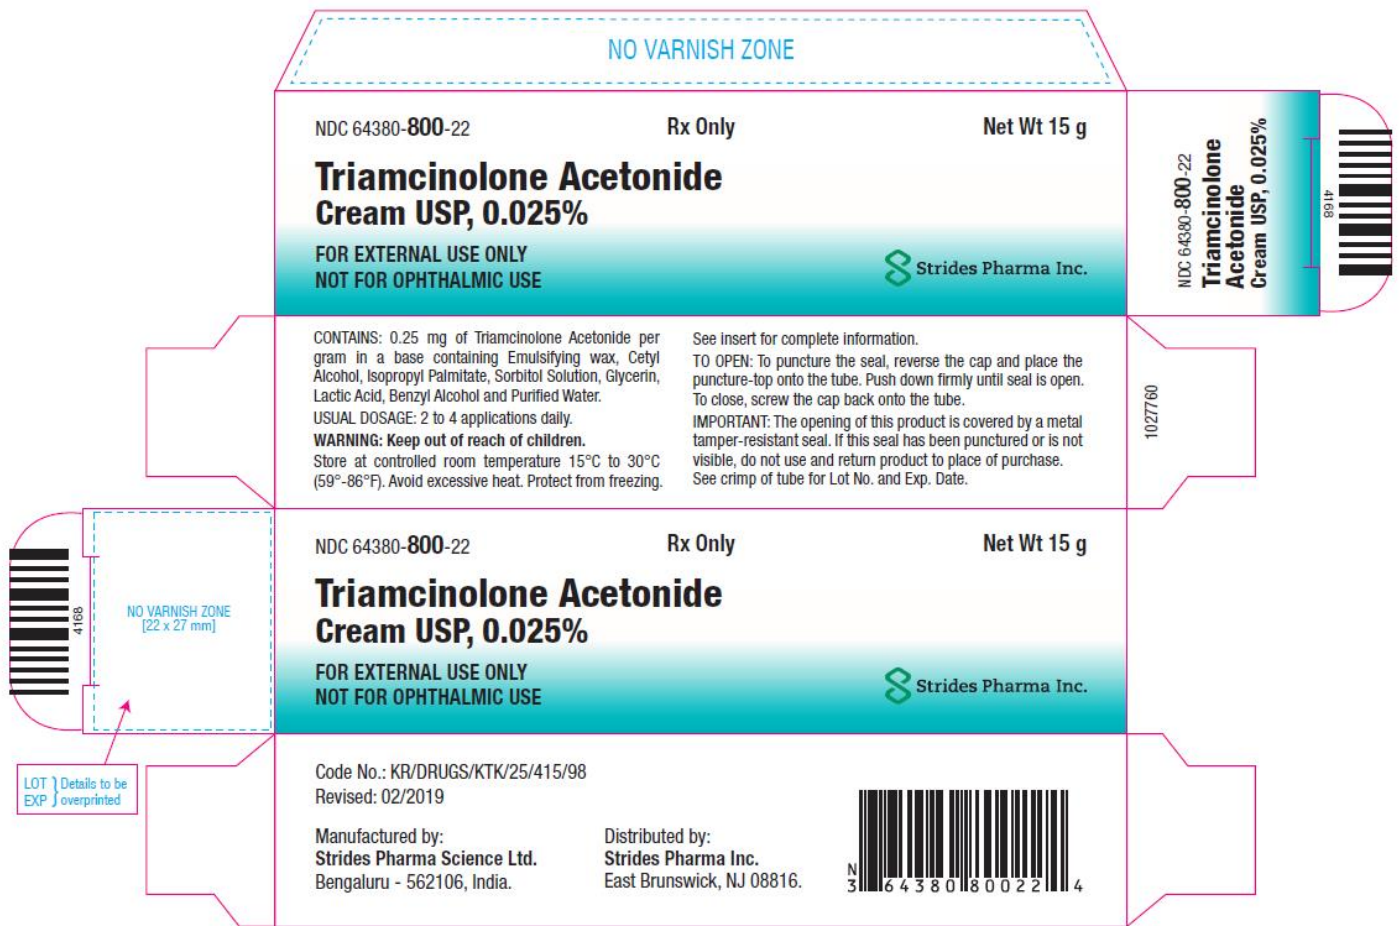 NO VARNISH ZONE
NDC 64380-800-22
Rx Only
Net Wt 15 g
Triamcinolone Acetonide
Cream USP, 0.025%
FOR EXTERNAL USE ONLY
NOT FOR OPHTHALMIC USE
Strides Pharma Inc.
NDC 64380-800-22
Triamcinolone
Acetonide
Cream USP, 0.025%
4168
CONTAINS: 0.25 mg of Triamcinolone Acetonide per
gram in a base containing Emulsifying wax, Cetyl
Alcohol, Isopropyl Palmitate, Sorbitol Solution, Glycerin,
Lactic Acid, Benzyl Alcohol and Purified Water.
USUAL DOSAGE: 2 to 4 applications daily.
WARNING: Keep out of reach of children.
Store at controlled room temperature 15°C to 30°C
(59°-86°F). Avoid excessive heat. Protect from freezing.
See insert for complete information.
TO OPEN: To puncture the seal, reverse the cap and place the
puncture-top onto the tube. Push down firmly until seal is open.
To close, screw the cap back onto the tube.
IMPORTANT: The opening of this product is covered by a metal
tamper-resistant seal. If this seal has been punctured or is not
visible, do not use and return product to place of purchase.
See crimp of tube for Lot No. and Exp. Date.
1027760
4168
NO VARNISH ZONE
[22 x 27 mm]
LOT } Details to be
EXP } overprinted
NDC 64380-800-22
Rx Only
Net Wt 15 g
Triamcinolone Acetonide
Cream USP, 0.025%
FOR EXTERNAL USE ONLY
NOT FOR OPHTHALMIC USE
Strides Pharma Inc.
Code No.: KR/DRUGS/KTK/25/415/98
Revised: 02/2019
Manufactured by:
Strides Pharma Science Ltd.
Bengaluru - 562106, India.
Distributed by:
Strides Pharma Inc.
East Brunswick, NJ 08816.
N
3 64380 80022 4